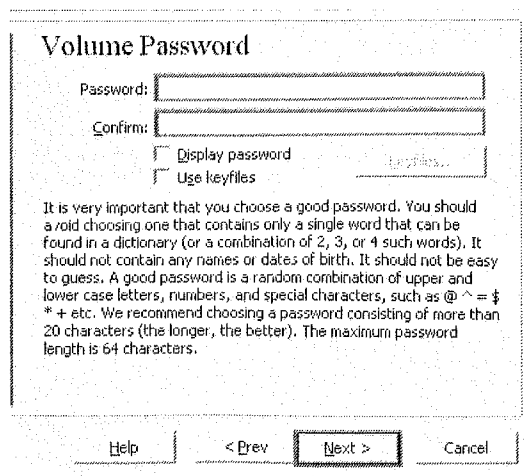 Volume Password
Password:
Confirm:
Display password
Keyfiles...
Use keyfiles
It is very important that you choose a good password. You should
avoid choosing one that contains only a single word that can be
found in a dictionary (or a combination of 2, 3, or 4 such words). It
should not contain any names or dates of birth. It should not be easy
to guess. A good password is a random combination of upper and
lower case letters, numbers, and special characters, such as @ ^ = $
* + etc. We recommend choosing a password consisting of more than
20 characters (the longer, the better). The maximum password
length is 64 characters.
Help
< Prev
Next >
Cancel